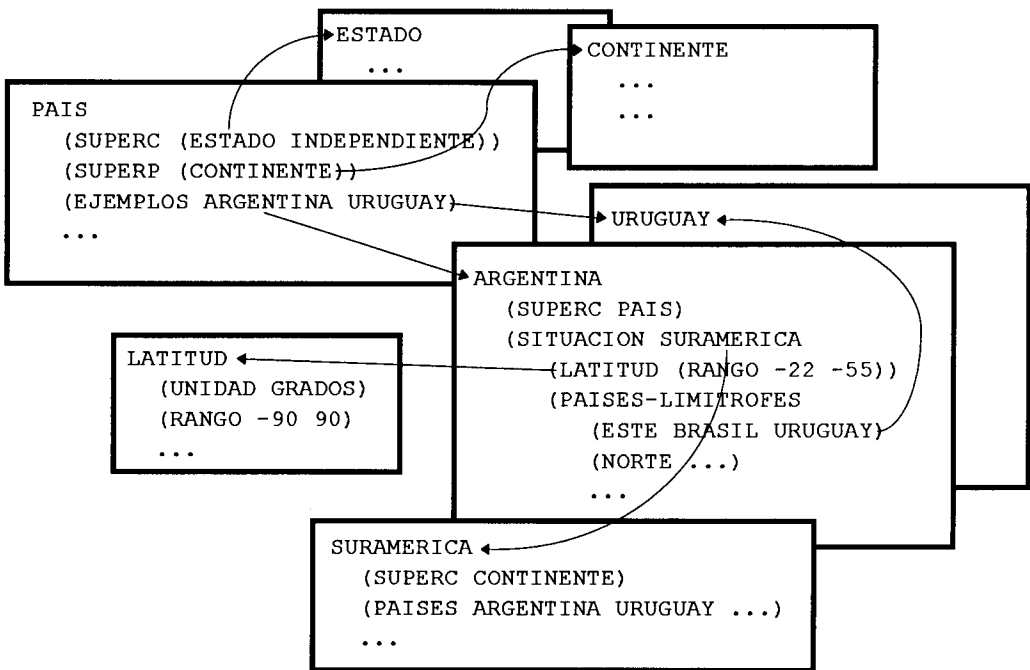 ESTADO
...
CONTINENTE
...
...
PAIS
(SUPERC (ESTADO INDEPENDIENTE))
(SUPERP (CONTINENTE))
(EJEMPLOS ARGENTINA URUGUAY)
...
URUGUAY
ARGENTINA
(SUPERC PAIS)
(SITUACION SURAMERICA
(LATITUD (RANGO -22 -55))
(PAISES-LIMITROFES
(ESTE BRASIL URUGUAY)
(NORTE ...)
...
LATITUD
(UNIDAD GRADOS)
(RANGO -90 90)
...
SURAMERICA
(SUPERC CONTINENTE)
(PAISES ARGENTINA URUGUAY ...)
...